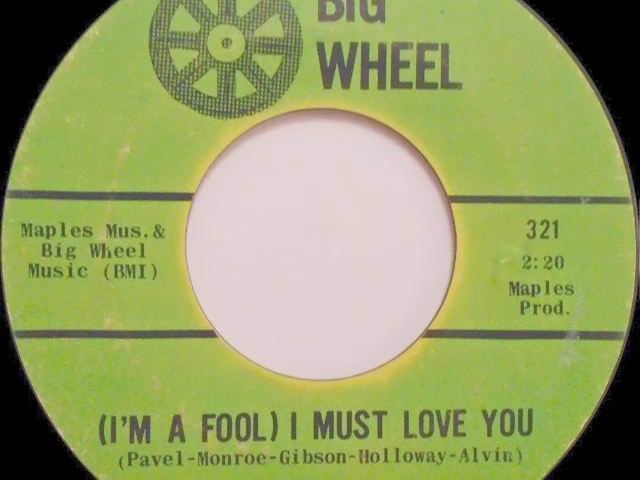 BIG
WHEEL
Maples Mus.&
Big Wheel
Music (BMI)
321
2:20
Maples
Prod.
(I'M A FOOL) I MUST LOVE YOU
(Pavel-Monroe-Gibson-Holloway-Alvin)